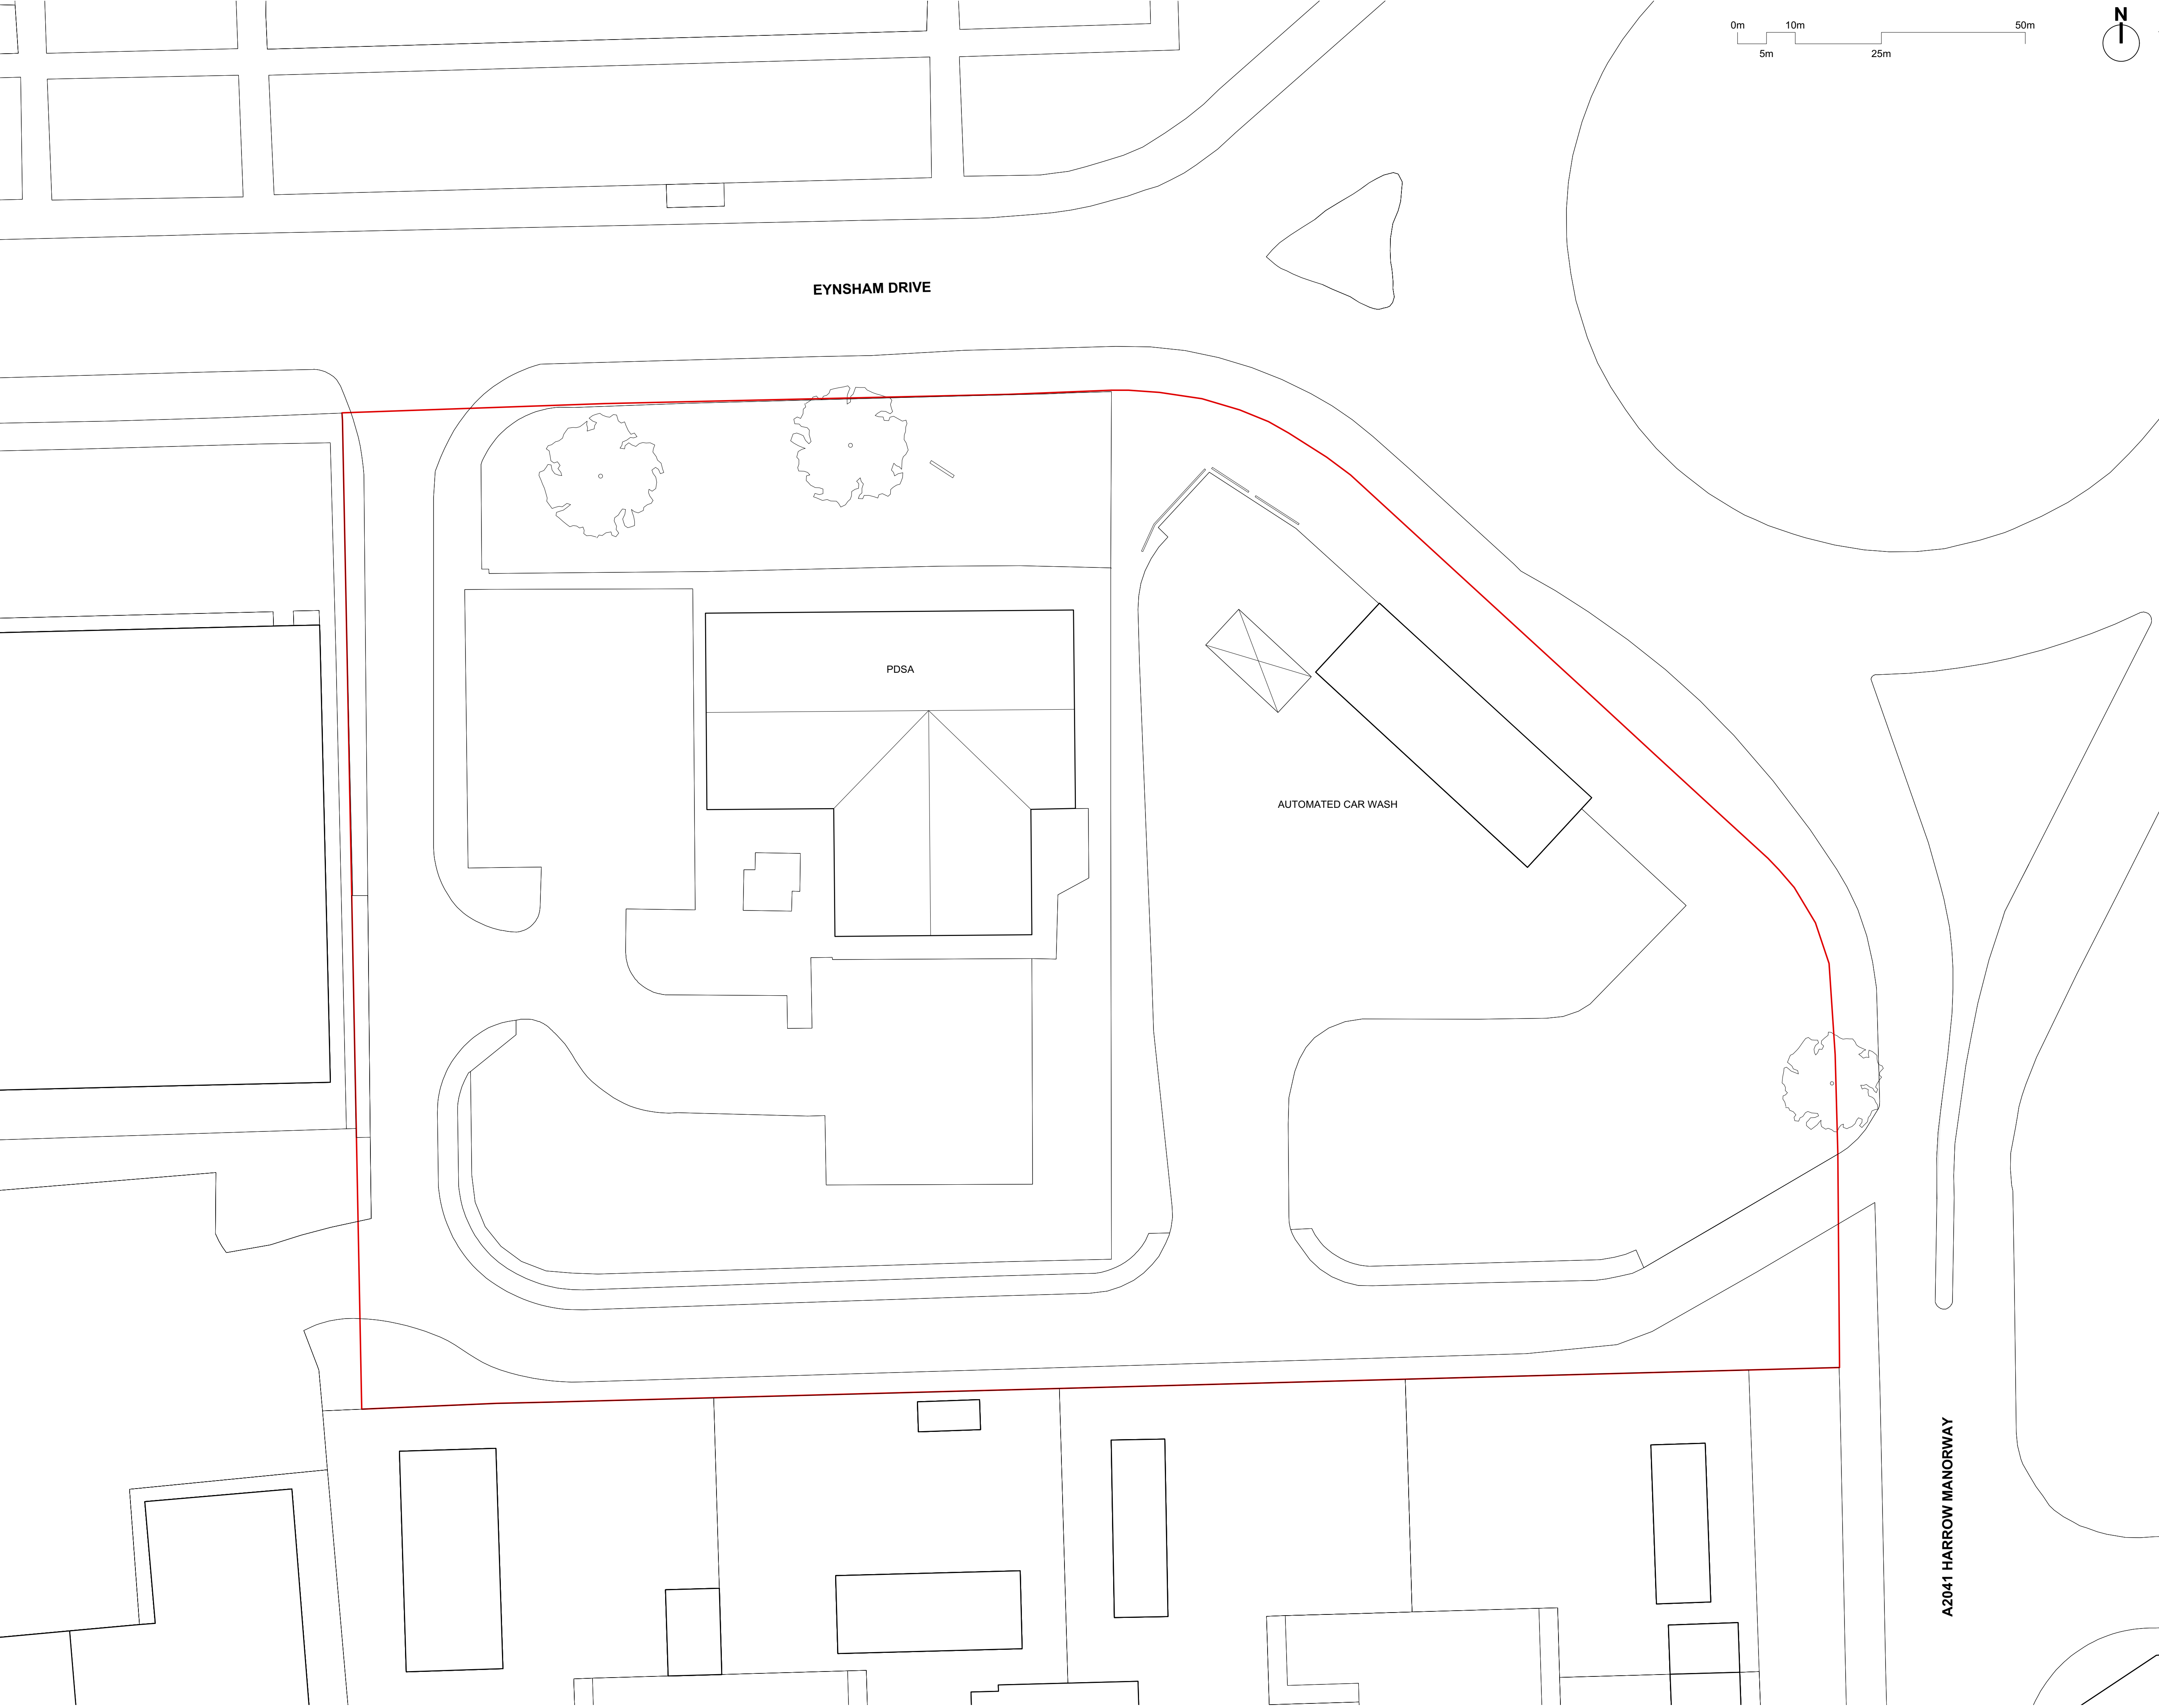 0m 10m 50m
5m 25m
N
EYNSHAM DRIVE
PDSA
AUTOMATED CAR WASH
A2041 HARROW MANORWAY